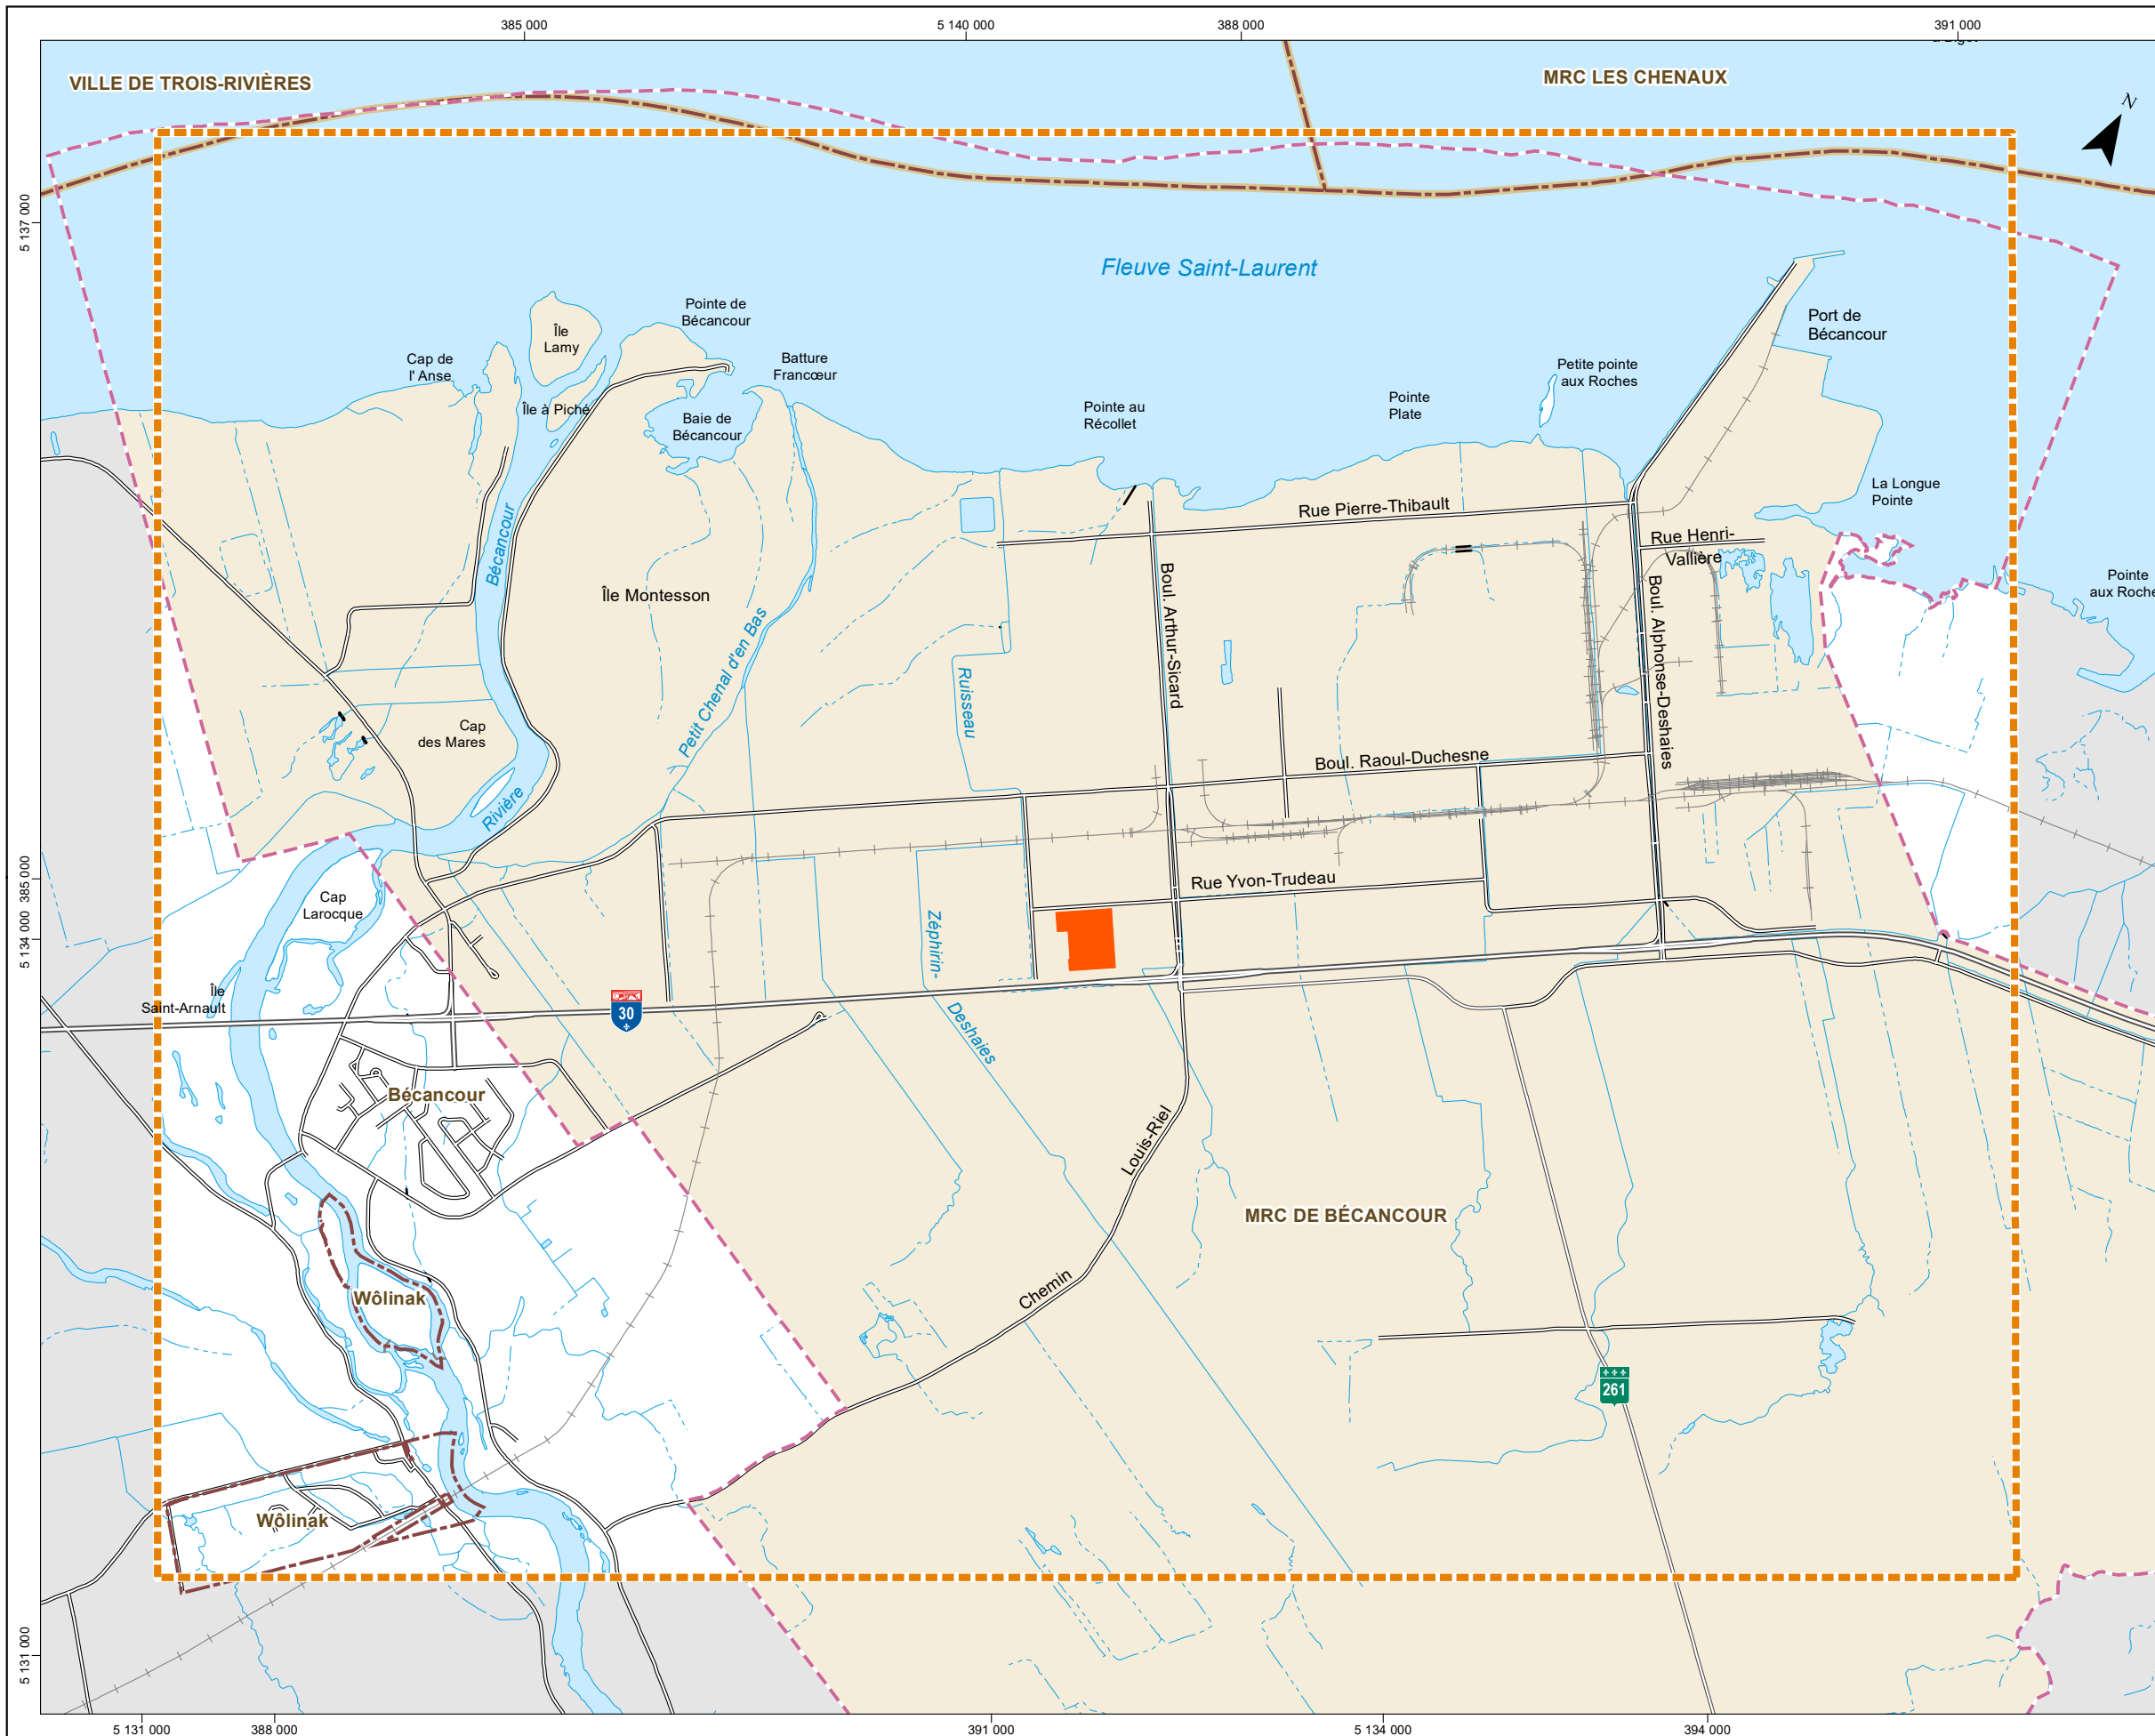 385 000
5 140 000
388 000
391 000
VILLE DE TROIS-RIVIÈRES
MRC LES CHENAUX
N
5 137 000
Fleuve Saint-Laurent
Île
Lamy
Pointe de
Bécancour
Port de
Bécancour
Cap de
l' Anse
Batture
Francœur
Petite pointe
aux Roches
Île à Piché
Baie de
Bécancour
Pointe au
Récollet
Pointe
Plate
La Longue
Pointe
Rue Pierre-Thibault
Rue Henri-
Vallière
Bécancour
Île Montesson
Boul. Arthur-Sicard
Boul. Alphonse-Deshaies
Pointe
aux Roche
Petit Chenal d'en Bas
Ruisseau
Cap
des Mares
Boul. Raoul-Duchesne
Rivière
385 000
Rue Yvon-Trudeau
Cap
Larocque
Zéphirin-
5 134 000
Île
Saint-Arnault
30
Deshaies
Bécancour
Louis-Riel
MRC DE BÉCANCOUR
Chemin
Wôlinak
261
Wôlinak
5 131 000
5 131 000
388 000
391 000
5 134 000
394 000